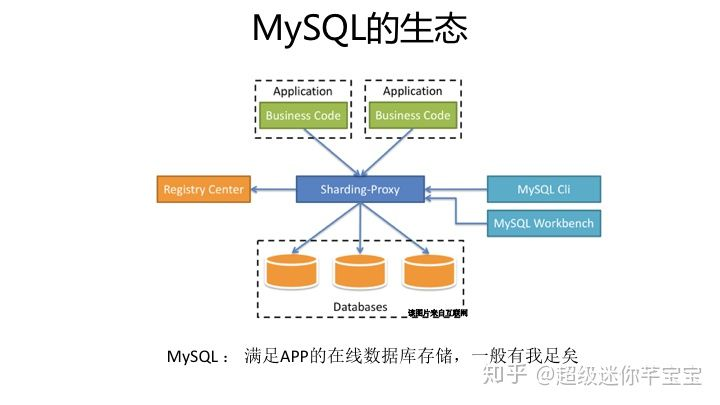 MySQL的生态
Application
Application
Business Code
Business Code
Registry Center
Sharding-Proxy
MySQL Cli
MySQL Workbench
Databases
该图片来自互联网
MySQL： 满足APP的在线数据库存储，一般有我足矣
知乎 @超级迷你芊宝宝